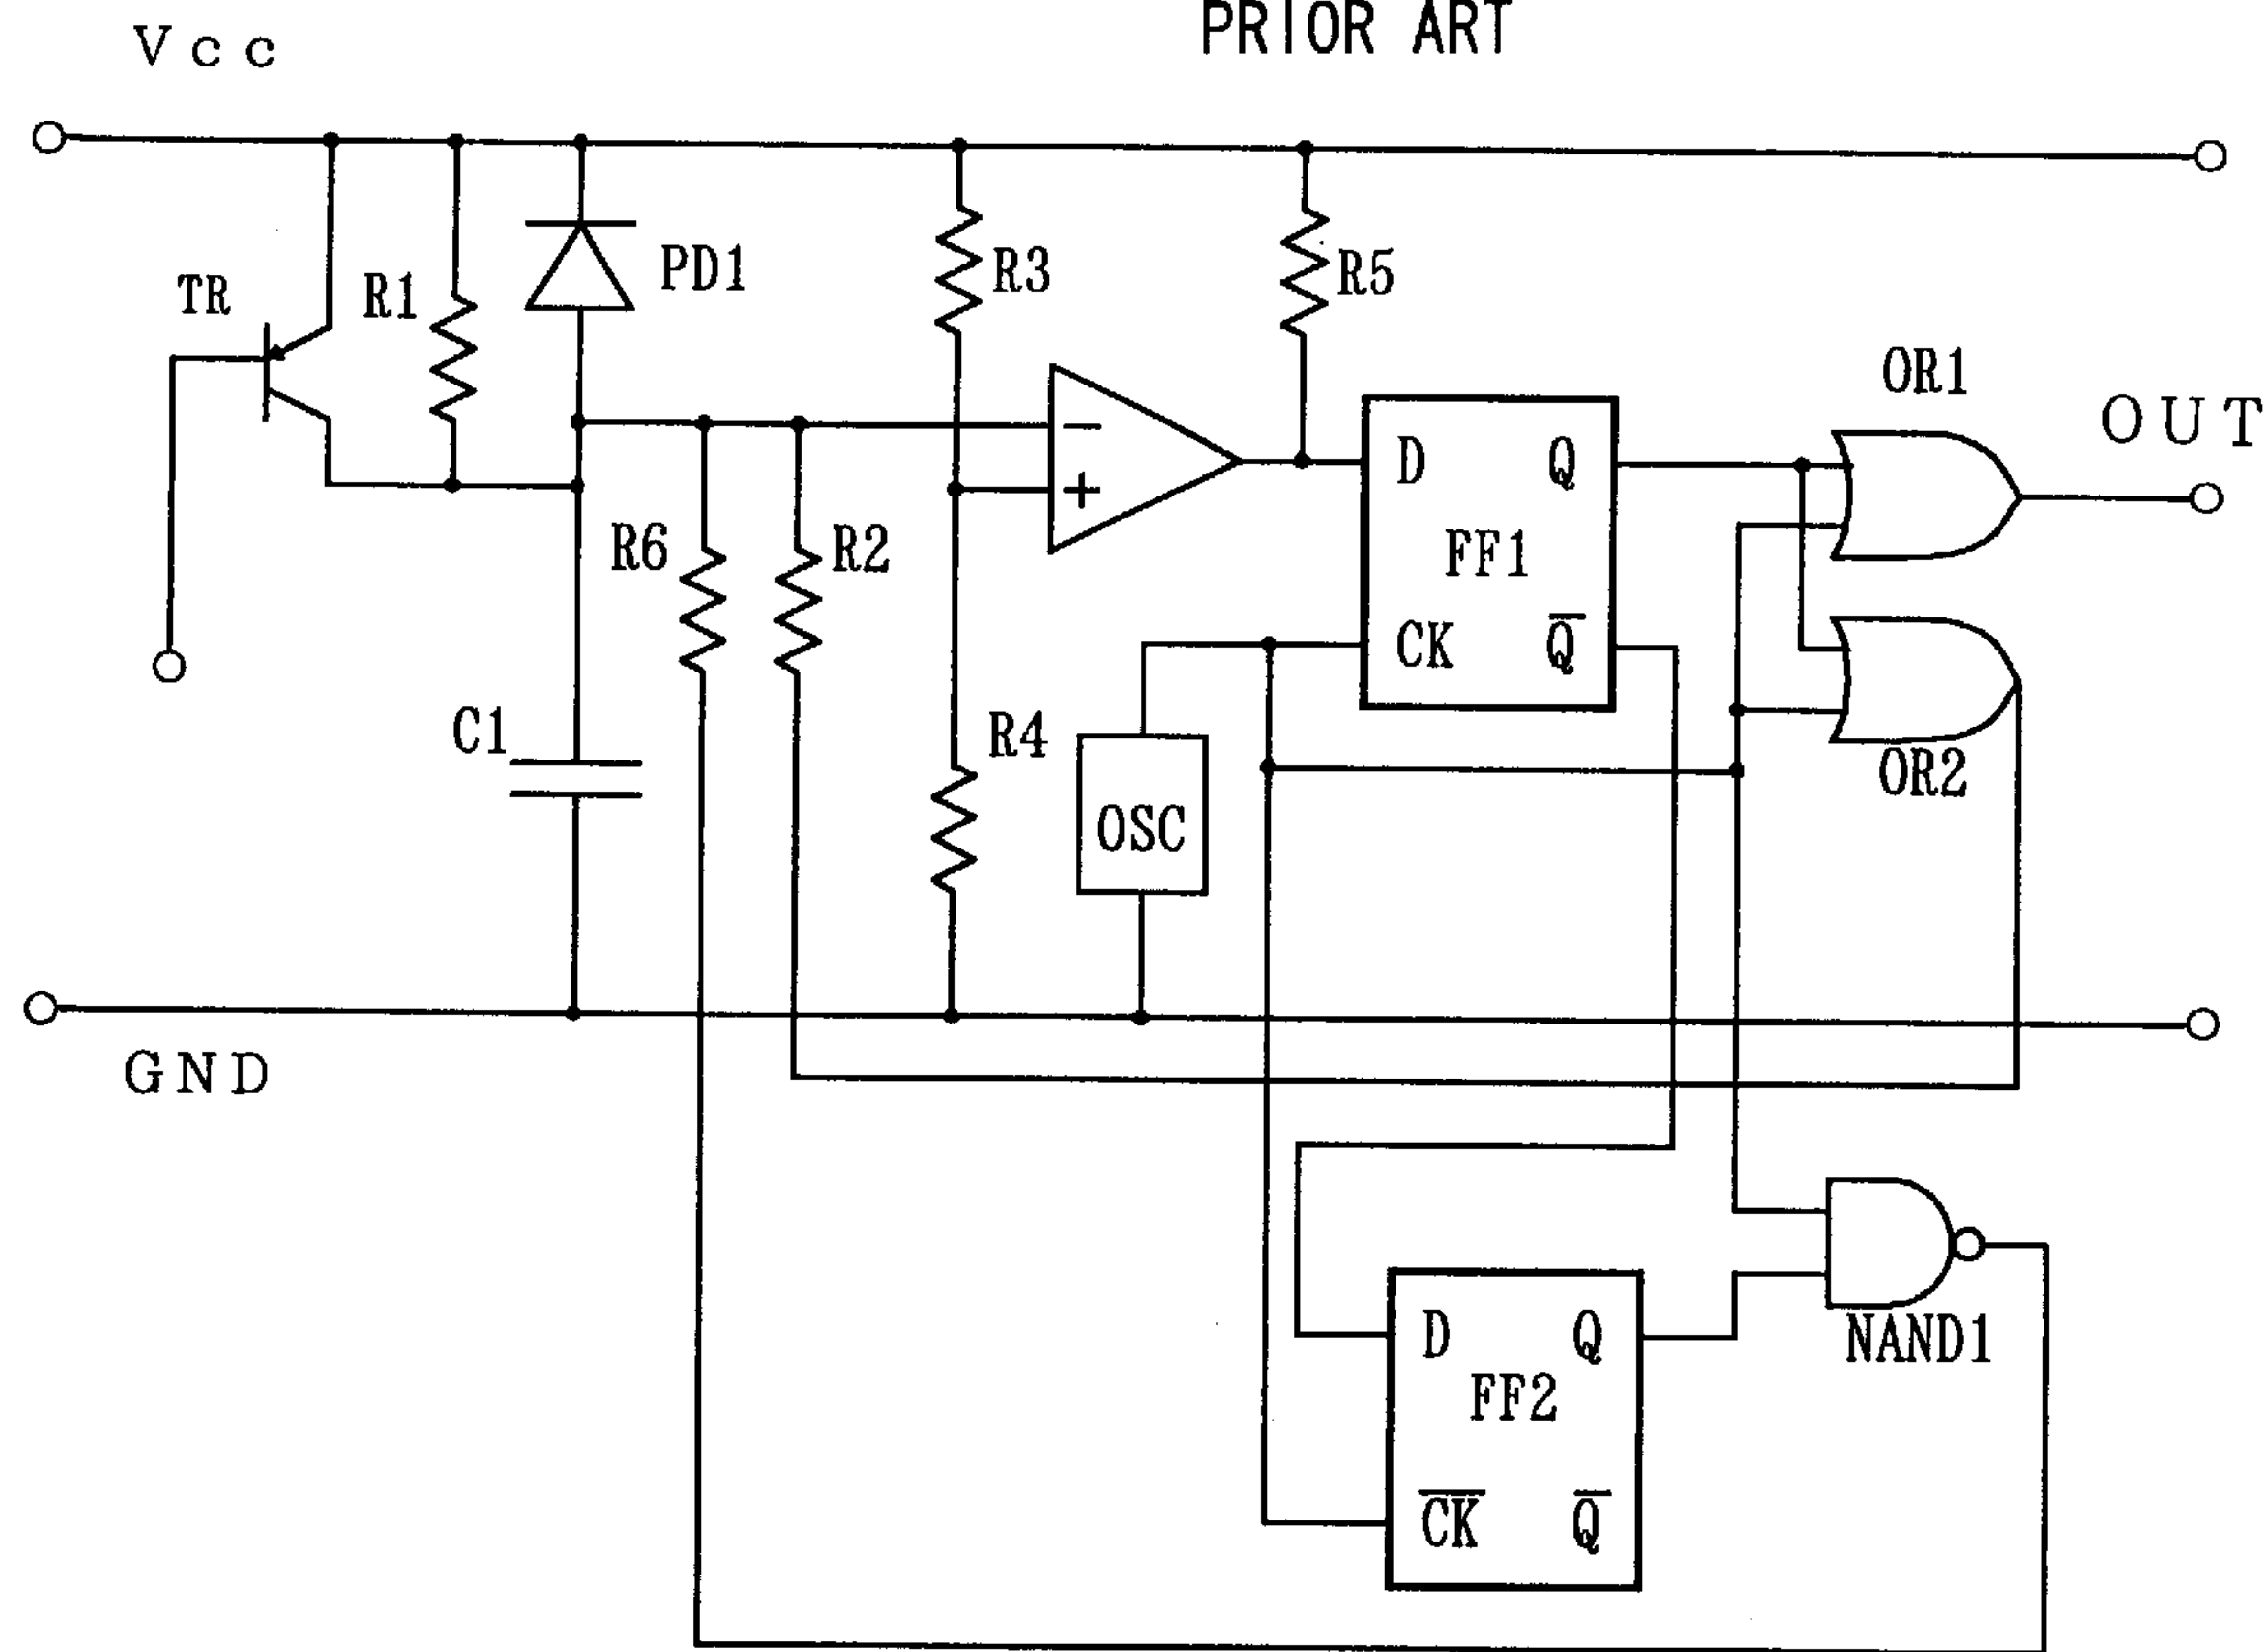 PRIOR ART
Vcc
TR
R1
PD1
R3
R5
OR1
OUT
−
+
D
Q
FF1
CK
Q̅
R6
R2
C1
R4
OSC
OR2
GND
NAND1
D
Q
FF2
C̅K̅
Q̅